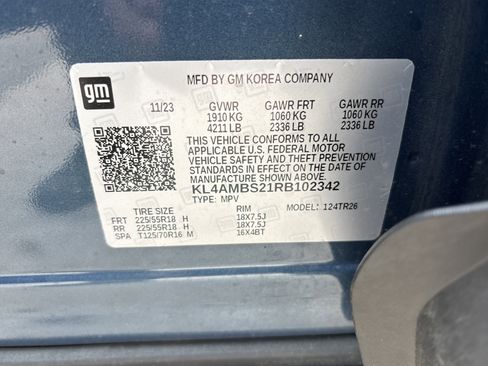 gm
MFD BY GM KOREA COMPANY
11/23 GVWR GAWR FRT GAWR RR
1910 KG 1060 KG 1060 KG
4211 LB 2336 LB 2336 LB
THIS VEHICLE CONFORMS TO ALL
APPLICABLE U.S. FEDERAL MOTOR
VEHICLE SAFETY AND THEFT PREVENTION
STANDARDS IN EFFECT ON THE DATE OF
MANUFACTURE SHOWN ABOVE.
KL4AMBS21RB102342
TYPE: MPV MODEL: 124TR26
TIRE SIZE RIM
FRT 225/55R18 H 18X7.5J
RR 225/55R18 H 18X7.5J
SPA T125/70R16 M 16X4BT